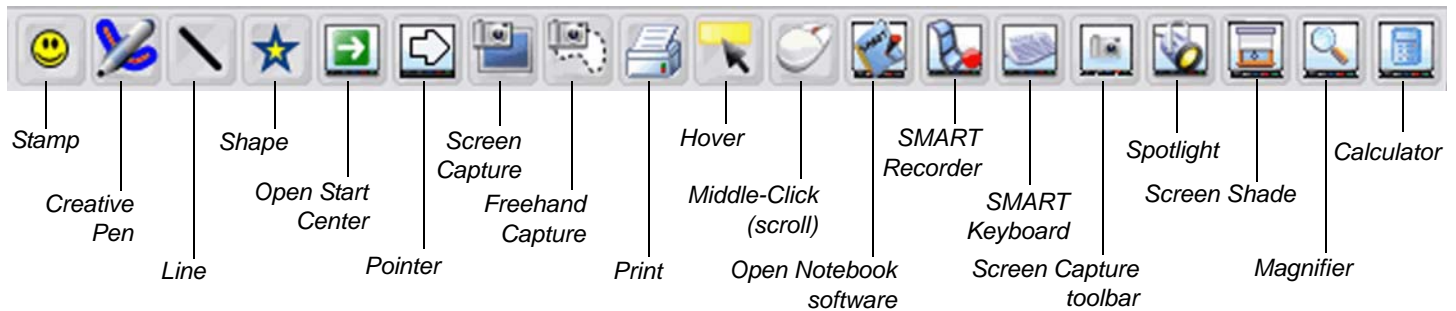 SMART
Stamp
Creative
Pen
Line
Shape
Open Start
Center
Pointer
Screen
Capture
Freehand
Capture
Print
Hover
Middle-Click
(scroll)
Open Notebook
software
SMART
Recorder
SMART
Keyboard
Screen Capture
toolbar
Spotlight
Screen Shade
Magnifier
Calculator